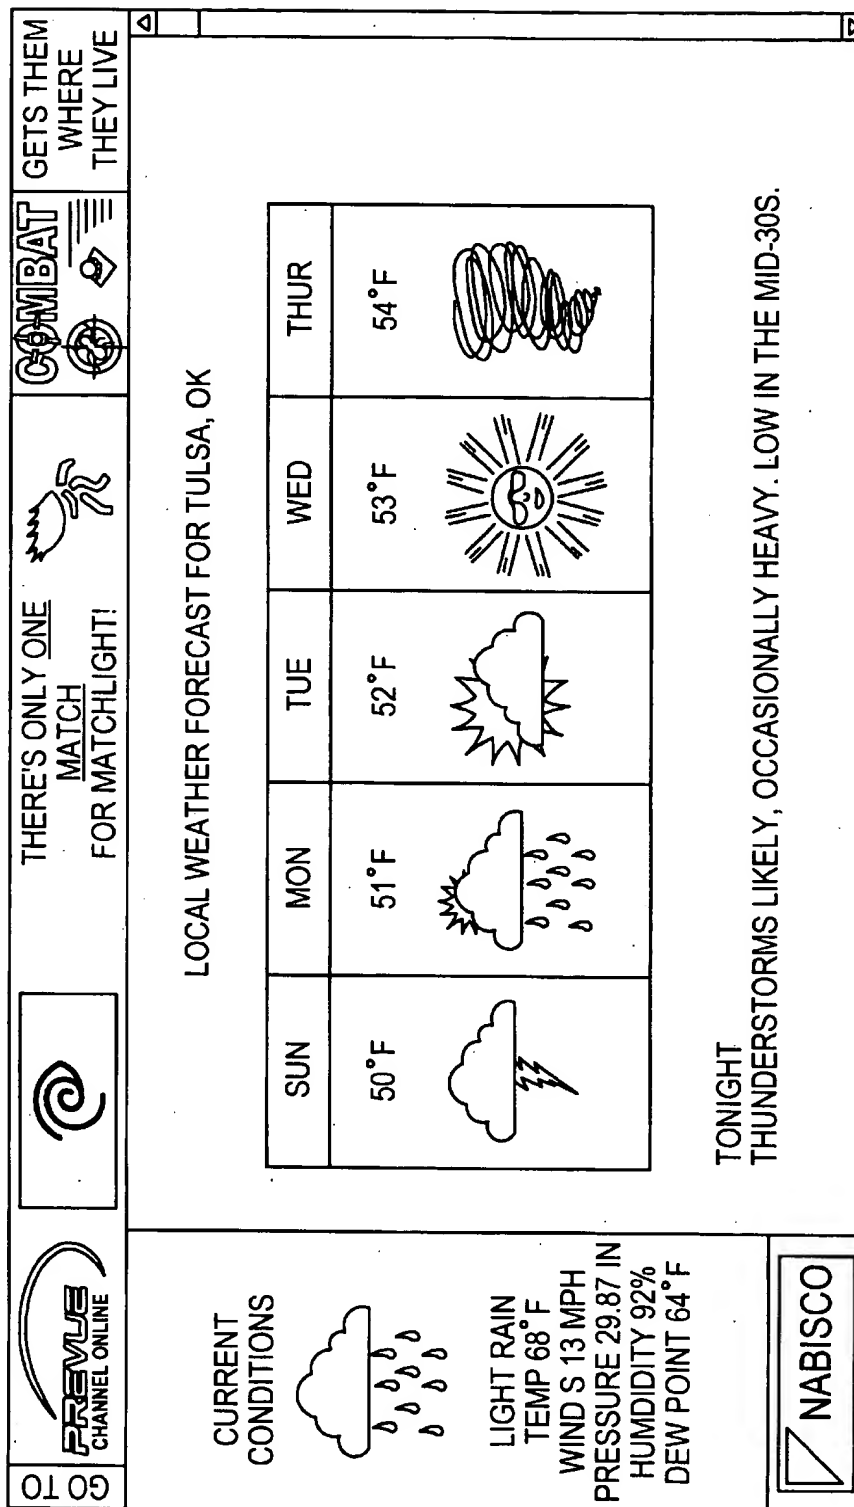 GO TO
PREVUE
CHANNEL ONLINE
THERE'S ONLY ONE
MATCH
FOR MATCHLIGHT!
COMBAT
GETS THEM
WHERE
THEY LIVE
CURRENT
CONDITIONS
LIGHT RAIN
TEMP 68°F
WIND S 13 MPH
PRESSURE 29.87 IN
HUMDIDITY 92%
DEW POINT 64°F
NABISCO
LOCAL WEATHER FORECAST FOR TULSA, OK
SUN MON TUE WED THUR
50°F 51°F 52°F 53°F 54°F
TONIGHT
THUNDERSTORMS LIKELY, OCCASIONALLY HEAVY. LOW IN THE MID-30S.